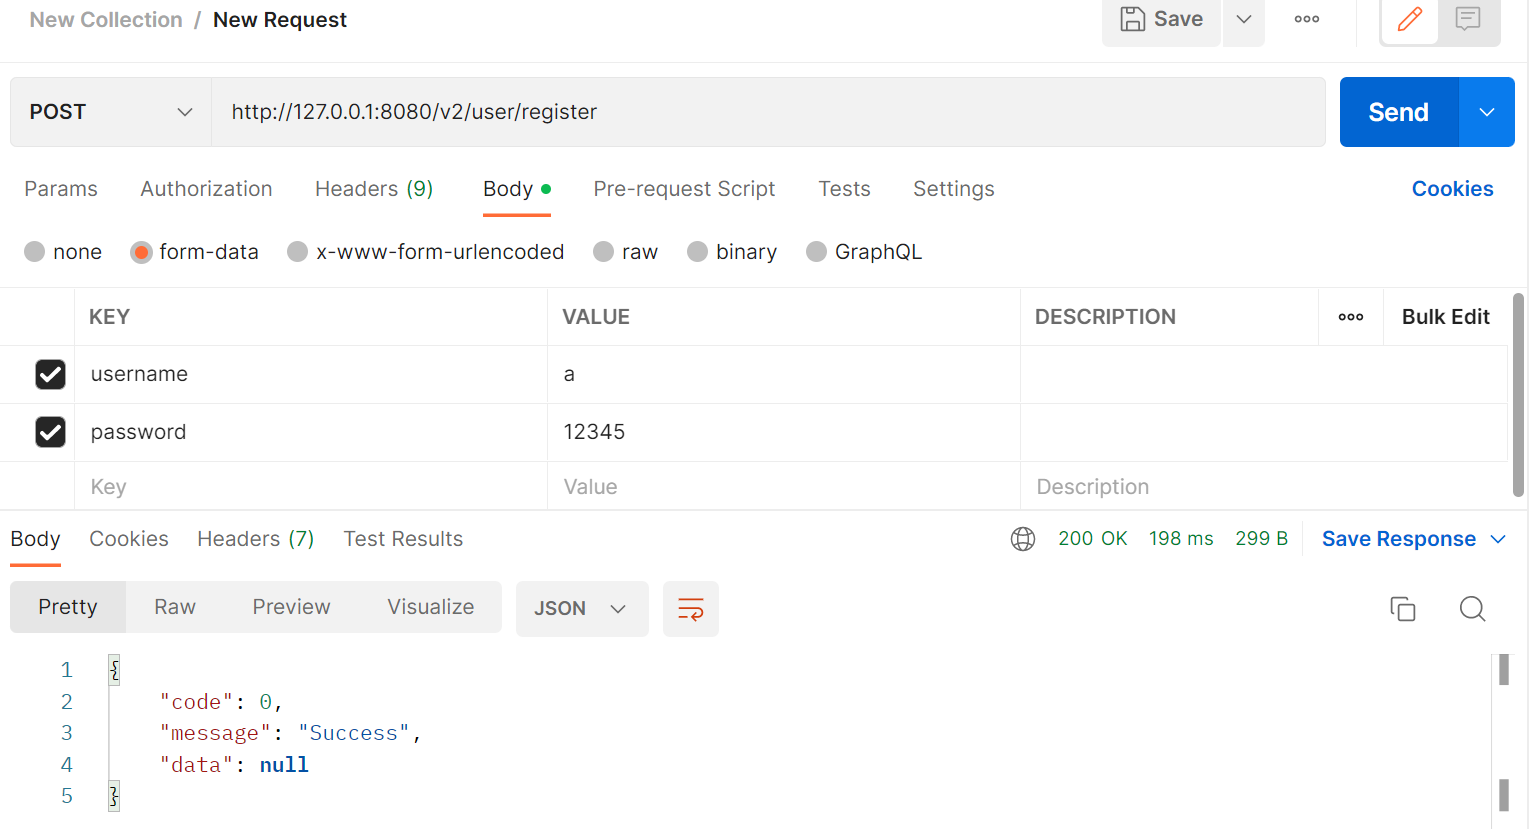 New Collection / New Request
Save
POST
http://127.0.0.1:8080/v2/user/register
Send
Params Authorization Headers (9) Body Pre-request Script Tests Settings Cookies
none form-data x-www-form-urlencoded raw binary GraphQL
KEY VALUE DESCRIPTION Bulk Edit
username a
password 12345
Key Value Description
Body Cookies Headers (7) Test Results 200 OK 198 ms 299 B Save Response
Pretty Raw Preview Visualize JSON
1 {
2 "code": 0,
3 "message": "Success",
4 "data": null
5 }